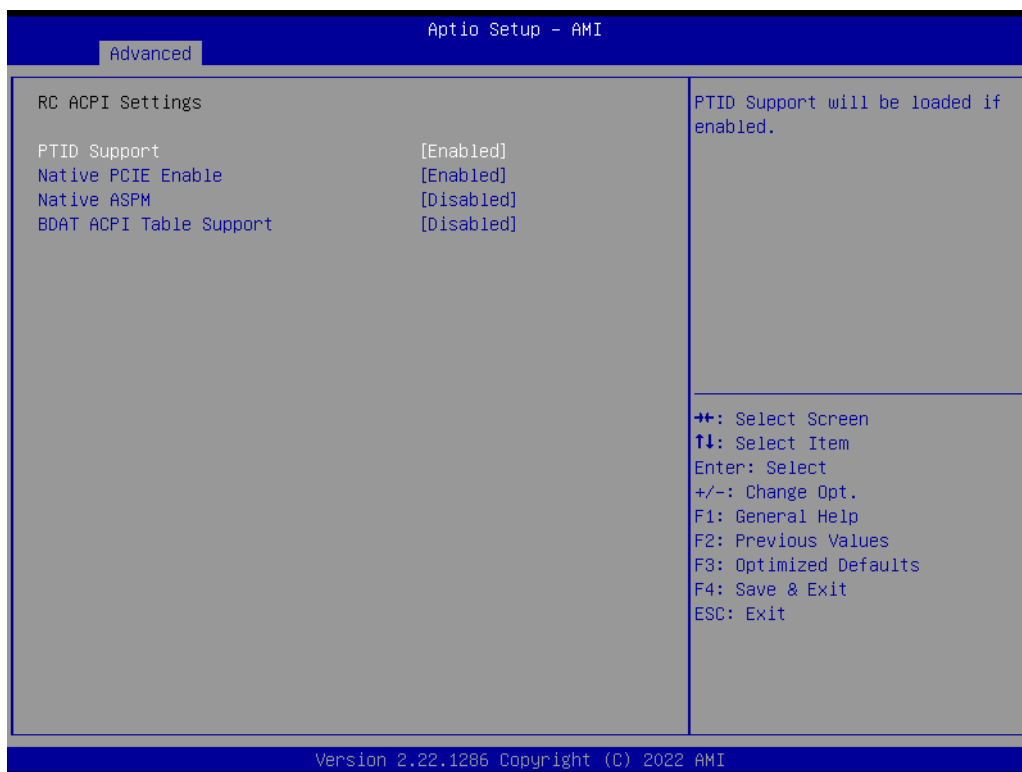 Aptio Setup - AMI
Advanced
RC ACPI Settings
PTID Support [Enabled]
Native PCIE Enable [Enabled]
Native ASPM [Disabled]
BDAT ACPI Table Support [Disabled]
PTID Support will be loaded if
enabled.
→←: Select Screen
↑↓: Select Item
Enter: Select
+/-: Change Opt.
F1: General Help
F2: Previous Values
F3: Optimized Defaults
F4: Save & Exit
ESC: Exit
Version 2.22.1286 Copyright (C) 2022 AMI